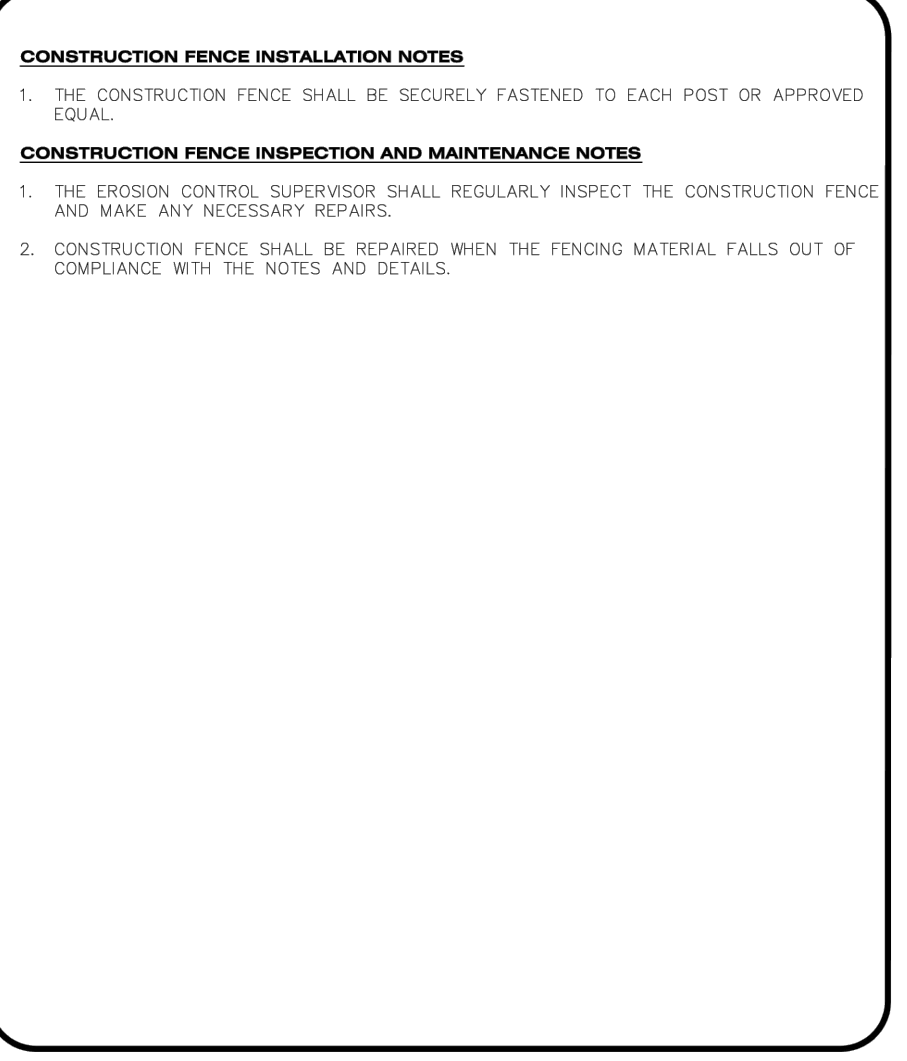 CONSTRUCTION FENCE INSTALLATION NOTES
1. THE CONSTRUCTION FENCE SHALL BE SECURELY FASTENED TO EACH POST OR APPROVED
EQUAL.
CONSTRUCTION FENCE INSPECTION AND MAINTENANCE NOTES
1. THE EROSION CONTROL SUPERVISOR SHALL REGULARLY INSPECT THE CONSTRUCTION FENCE
AND MAKE ANY NECESSARY REPAIRS.
2. CONSTRUCTION FENCE SHALL BE REPAIRED WHEN THE FENCING MATERIAL FALLS OUT OF
COMPLIANCE WITH THE NOTES AND DETAILS.